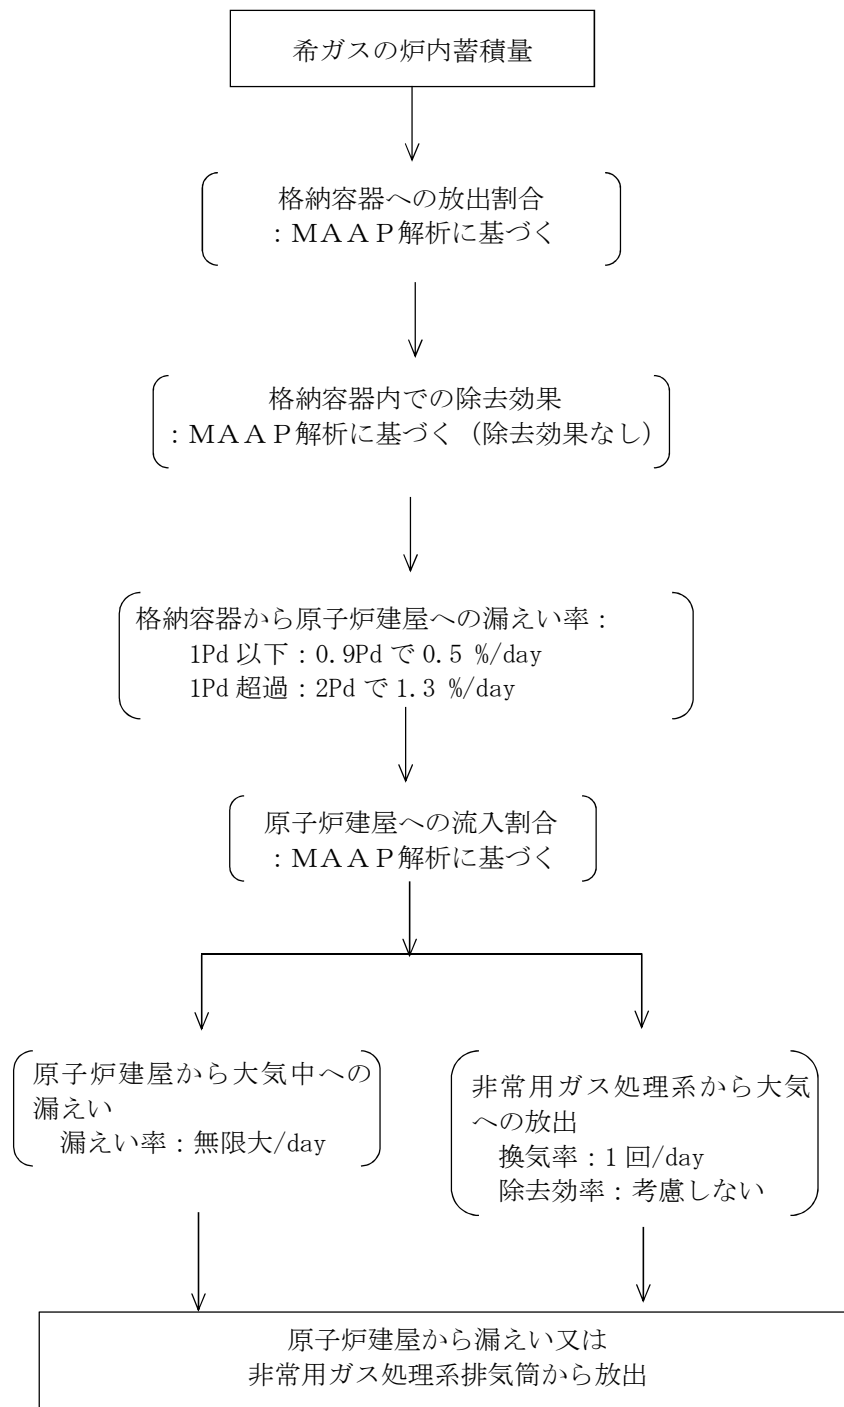 希ガスの炉内蓄積量
格納容器への放出割合
：ＭＡＡＰ解析に基づく
格納容器内での除去効果
：ＭＡＡＰ解析に基づく（除去効果なし）
格納容器から原子炉建屋への漏えい率：
1Pd 以下：0.9Pd で 0.5 %/day
1Pd 超過：2Pd で 1.3 %/day
原子炉建屋への流入割合
：ＭＡＡＰ解析に基づく
原子炉建屋から大気中への
漏えい
漏えい率：無限大/day
非常用ガス処理系から大気
への放出
換気率：1 回/day
除去効率：考慮しない
原子炉建屋から漏えい又は
非常用ガス処理系排気筒から放出